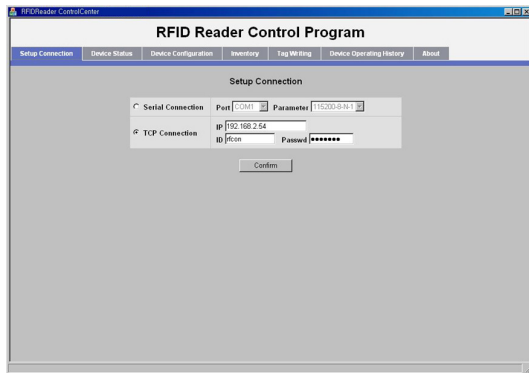 RFIDReader ControlCenter
RFID Reader Control Program
Setup Connection Device Status Device Configuration Inventory Tag Writing Device Operating History About
Setup Connection
Serial Connection Port COM1 Parameter 115200-8-N-1
TCP Connection
IP 192.168.2.54
ID rfcon Passwd •••••••
Confirm